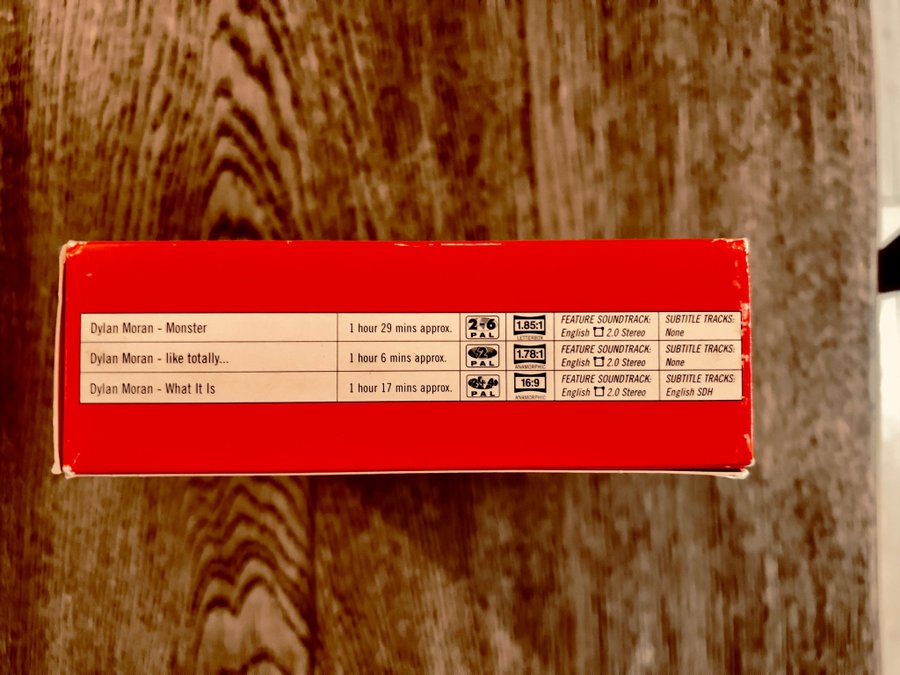 Dylan Moran - Monster 1 hour 29 mins approx. 2-6 PAL 1.85:1 LETTERBOX FEATURE SOUNDTRACK: English 2.0 Stereo SUBTITLE TRACKS: None
Dylan Moran - like totally... 1 hour 6 mins approx. 2 PAL 1.78:1 ANAMORPHIC FEATURE SOUNDTRACK: English 2.0 Stereo SUBTITLE TRACKS: None
Dylan Moran - What It Is 1 hour 17 mins approx. PAL 16:9 ANAMORPHIC FEATURE SOUNDTRACK: English 2.0 Stereo SUBTITLE TRACKS: English SDH